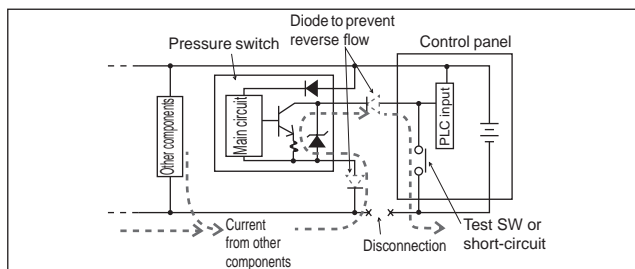 Diode to prevent
reverse flow
Pressure switch
Control panel
Main circuit
PLC input
Other components
Current
from other
components
Disconnection
Test SW or
short-circuit